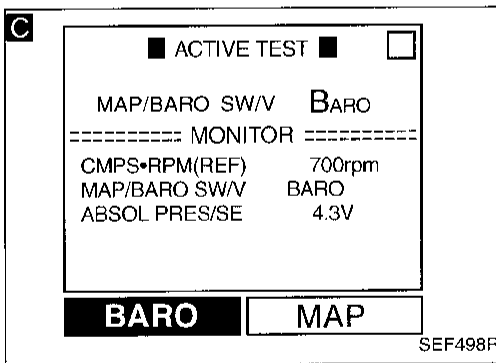 C
■ ACTIVE TEST ■
MAP/BARO SW/V BARO
========= MONITOR =========
CMPS•RPM(REF) 700rpm
MAP/BARO SW/V BARO
ABSOL PRES/SE 4.3V
BARO MAP
SEF498R